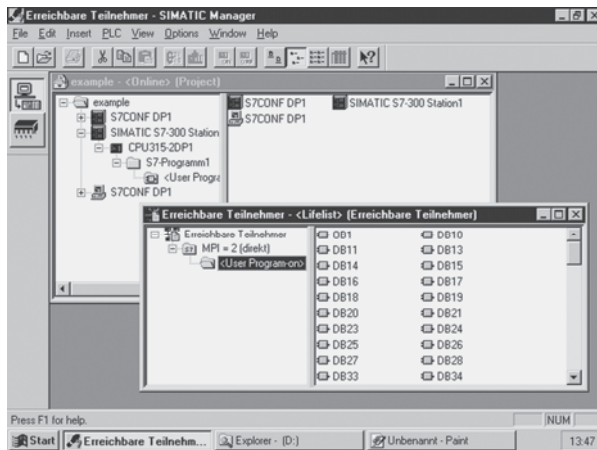 Erreichbare Teilnehmer - SIMATIC Manager
File Edit Insert PLC View Options Window Help
example - <Online> (Project)
example
S7CONF DP1
SIMATIC S7-300 Station
CPU315-2DP1
S7-Programm1
<User Progra
S7CONF DP1
S7CONF DP1 SIMATIC S7-300 Station1
S7CONF DP1
Erreichbare Teilnehmer - <Lifelist> (Erreichbare Teilnehmer)
Erreichbare Teilnehmer
MPI = 2 (direkt)
<User Program-on>
OB1 DB10
DB11 DB13
DB14 DB15
DB16 DB17
DB18 DB19
DB20 DB21
DB23 DB24
DB25 DB26
DB27 DB28
DB33 DB34
Press F1 for help. NUM
Start Erreichbare Teilnehm... Explorer - (D:) Unbenannt - Paint 13:47